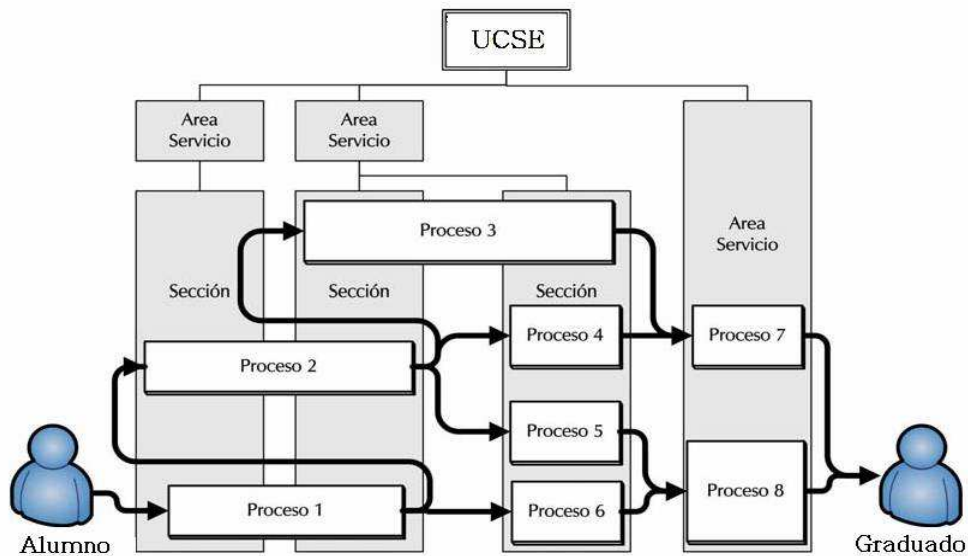 UCSE
Area
Servicio
Area
Servicio
Area
Servicio
Proceso 3
Sección
Sección
Sección
Proceso 4
Proceso 7
Proceso 2
Proceso 5
Proceso 8
Proceso 1
Proceso 6
Alumno
Graduado